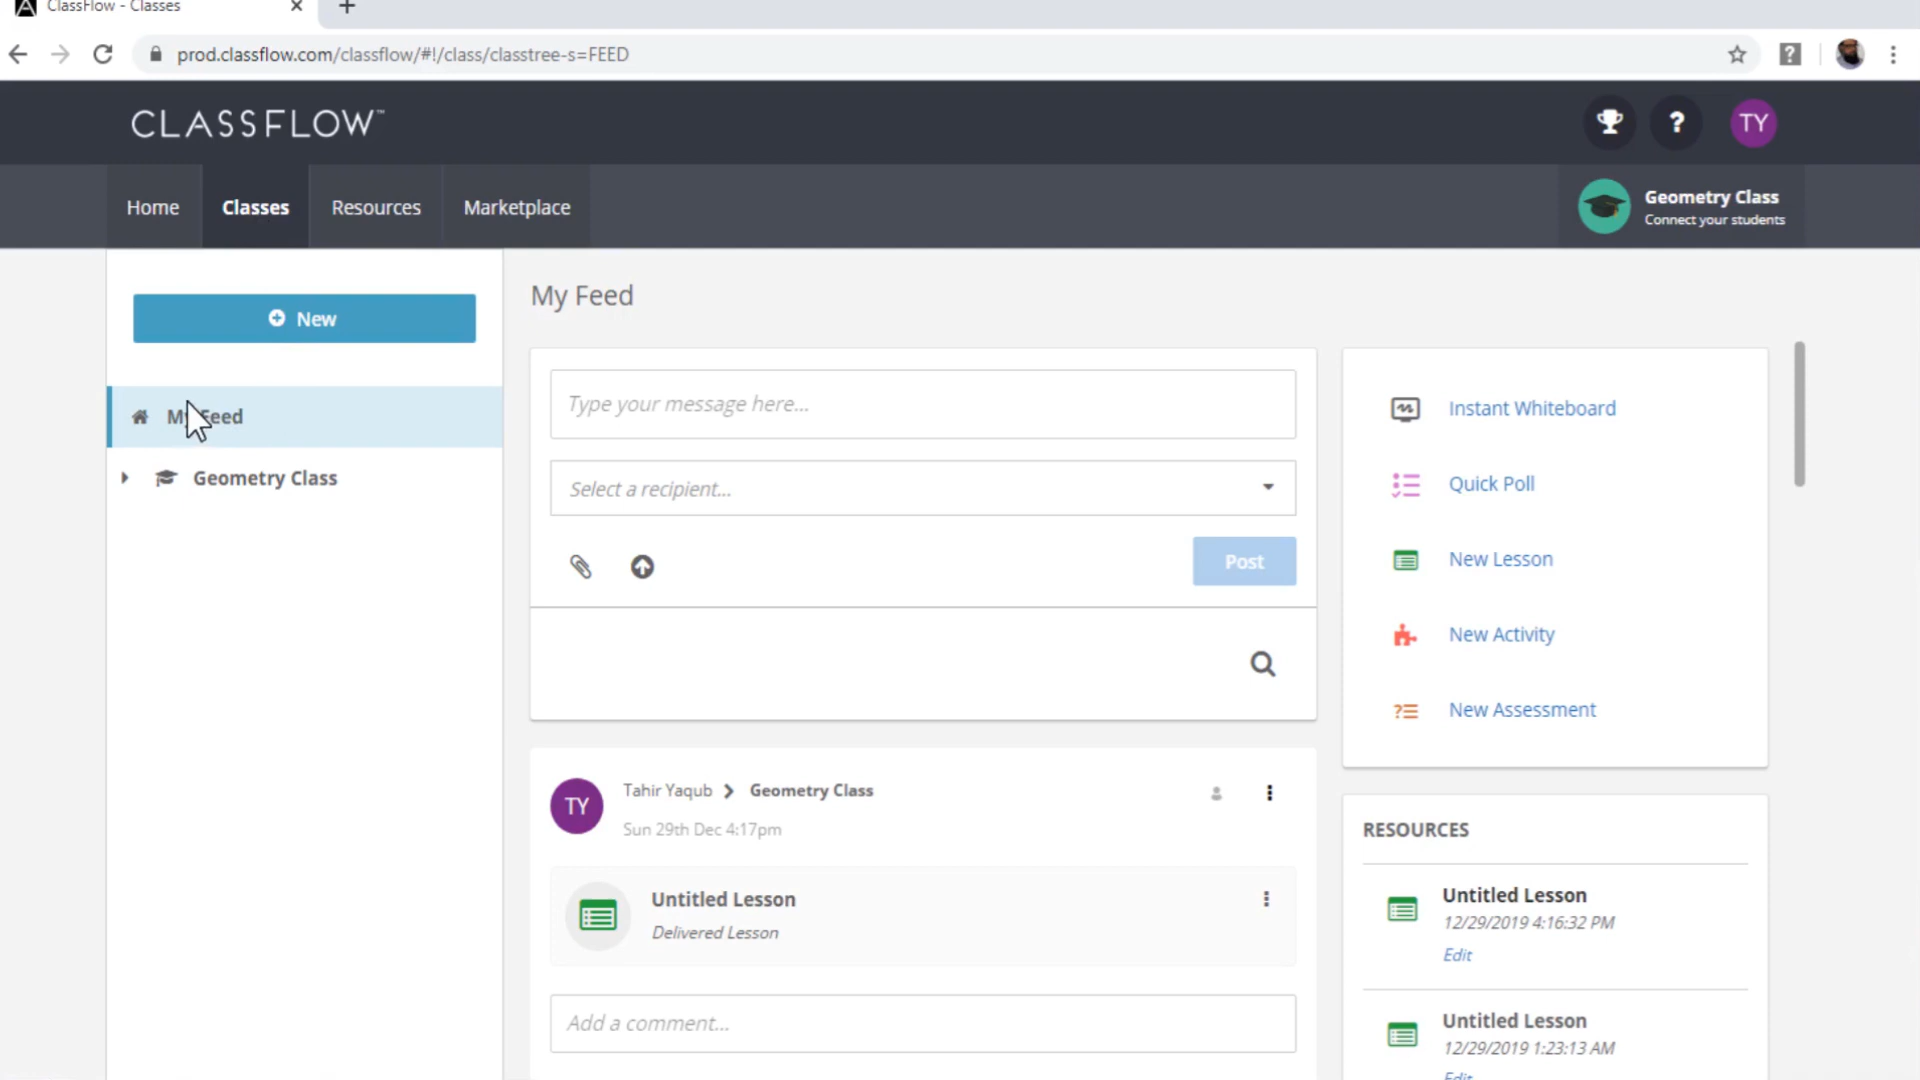 ClassFlow - Classes
prod.classflow.com/classflow/#!/class/classtree-s=FEED
CLASSFLOW™
? TY
Home Classes Resources Marketplace
Geometry Class
Connect your students
New
My Feed
Geometry Class
My Feed
Type your message here...
Select a recipient...
Post
Instant Whiteboard
Quick Poll
New Lesson
New Activity
New Assessment
TY
Tahir Yaqub > Geometry Class
Sun 29th Dec 4:17pm
Untitled Lesson
Delivered Lesson
Add a comment...
RESOURCES
Untitled Lesson
12/29/2019 4:16:32 PM
Edit
Untitled Lesson
12/29/2019 1:23:13 AM
Edit